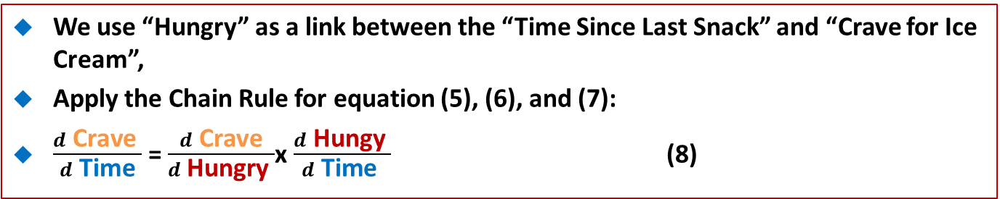 ◆ We use “Hungry” as a link between the “Time Since Last Snack” and “Crave for Ice
Cream”,
◆ Apply the Chain Rule for equation (5), (6), and (7):
◆ d Crave / d Time = d Crave / d Hungry x d Hungy / d Time (8)